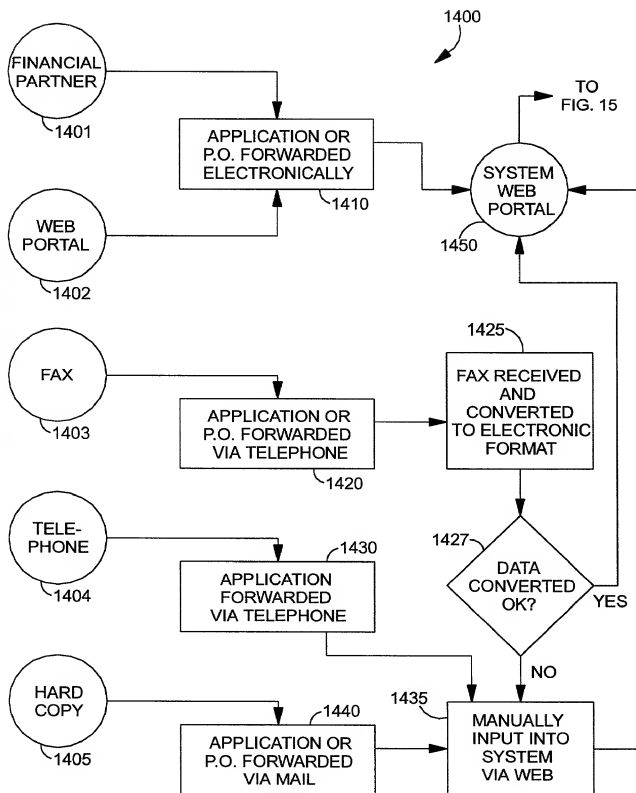 1400
FINANCIAL
PARTNER
1401
TO
FIG. 15
APPLICATION OR
P.O. FORWARDED
ELECTRONICALLY
1410
SYSTEM
WEB
PORTAL
1450
WEB
PORTAL
1402
FAX
1403
APPLICATION OR
P.O. FORWARDED
VIA TELEPHONE
1420
1425
FAX RECEIVED
AND
CONVERTED
TO ELECTRONIC
FORMAT
TELE-
PHONE
1404
1430
APPLICATION
FORWARDED
VIA TELEPHONE
1427
DATA
CONVERTED
OK?
YES
NO
HARD
COPY
1405
1440
APPLICATION OR
P.O. FORWARDED
VIA MAIL
1435
MANUALLY
INPUT INTO
SYSTEM
VIA WEB